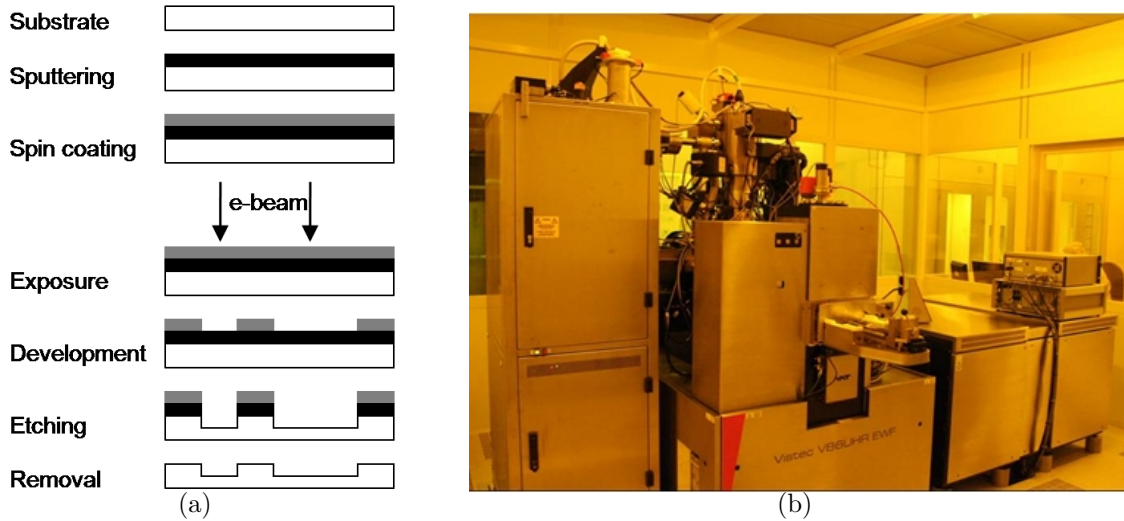 Substrate
Sputtering
Spin coating
e-beam
Exposure
Development
Etching
Removal
(a)
Vistec VB6UHR EWF
(b)